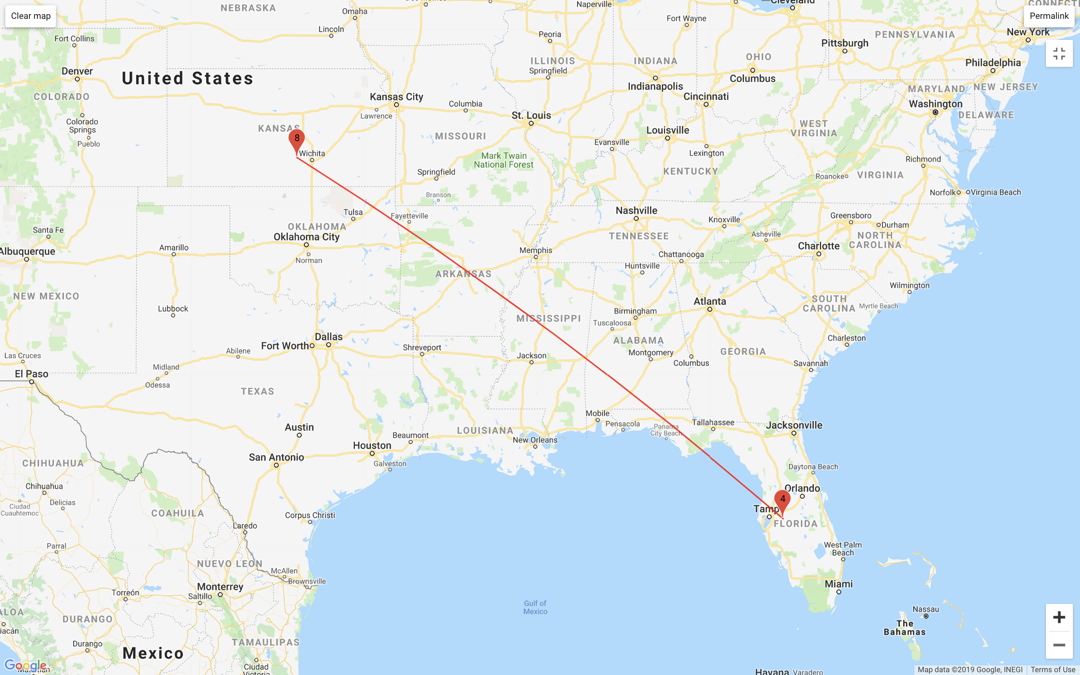 Clear map
Permalink
NEBRASKA
Omaha
Naperville
Fort Wayne
Cleveland
CONNECTICUT
Lincoln
Fort Collins
Peoria
Pittsburgh
PENNSYLVANIA
New York
United States
Denver
ILLINOIS
Springfield
INDIANA
OHIO
Columbus
Philadelphia
COLORADO
Kansas City
Columbia
Indianapolis
Cincinnati
MARYLAND
NEW JERSEY
Washington
DELAWARE
Colorado
Springs
Pueblo
KANSAS
Lawrence
MISSOURI
St. Louis
Louisville
WEST
VIRGINIA
8
Wichita
Evansville
Lexington
Richmond
Mark Twain
National Forest
Springfield
KENTUCKY
Roanoke
VIRGINIA
Branson
Norfolk
Virginia Beach
Santa Fe
Tulsa
Fayetteville
Nashville
Knoxville
Greensboro
Durham
OKLAHOMA
Oklahoma City
TENNESSEE
Asheville
Charlotte
NORTH
CAROLINA
Albuquerque
Amarillo
Norman
Memphis
Chattanooga
Huntsville
ARKANSAS
Wilmington
NEW MEXICO
Lubbock
Atlanta
SOUTH
CAROLINA
Myrtle Beach
MISSISSIPPI
Birmingham
Tuscaloosa
Charleston
Dallas
Fort Worth
ALABAMA
Abilene
Shreveport
Jackson
Montgomery
GEORGIA
Columbus
Savannah
Las Cruces
El Paso
Midland
Odessa
TEXAS
Mobile
Pensacola
Panama
City Beach
Tallahassee
Jacksonville
Austin
Beaumont
LOUISIANA
New Orleans
Houston
San Antonio
Galveston
Daytona Beach
CHIHUAHUA
Chihuahua
Delicias
Ciudad
Cuauhtemoc
4
Orlando
Tampa
FLORIDA
COAHUILA
Corpus Christi
Laredo
West Palm
Beach
Parral
NUEVO LEON
McAllen
Brownsville
Miami
Monterrey
Saltillo
Torreón
Gulf of
Mexico
Nassau
The
Bahamas
DURANGO
Durango
Mexico
TAMAULIPAS
Ciudad
Victoria
Google
Havana
Varadero
Map data ©2019 Google, INEGI
Terms of Use